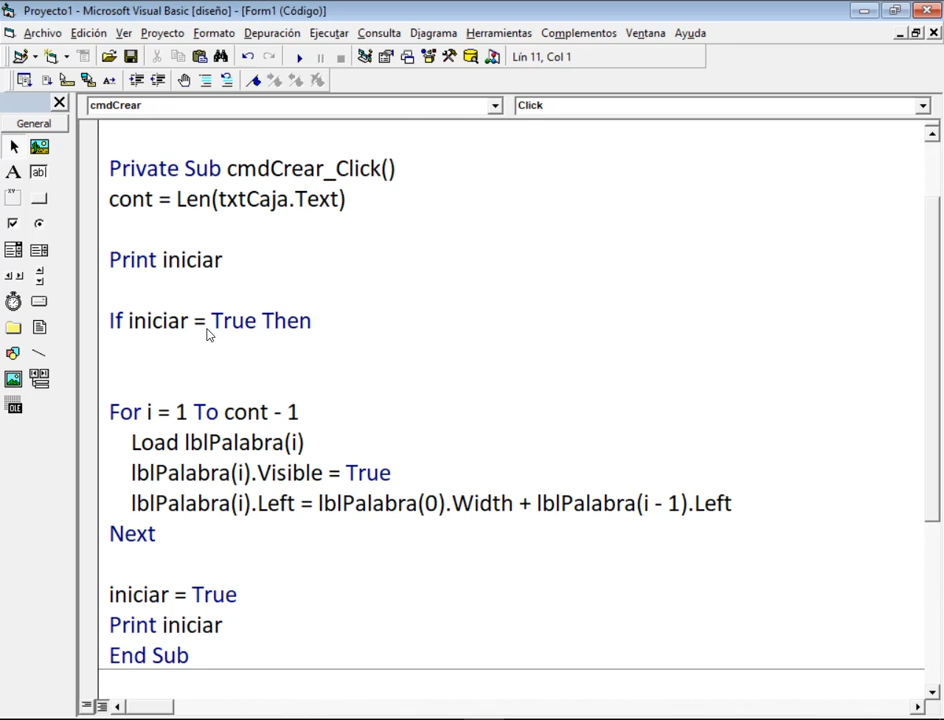 Proyecto1 - Microsoft Visual Basic [diseño] - [Form1 (Código)]
Archivo Edición Ver Proyecto Formato Depuración Ejecutar Consulta Diagrama Herramientas Complementos Ventana Ayuda
Lín 11, Col 1
cmdCrear Click
General
Private Sub cmdCrear_Click()
cont = Len(txtCaja.Text)
Print iniciar
If iniciar = True Then
For i = 1 To cont - 1
Load lblPalabra(i)
lblPalabra(i).Visible = True
lblPalabra(i).Left = lblPalabra(0).Width + lblPalabra(i - 1).Left
Next
iniciar = True
Print iniciar
End Sub